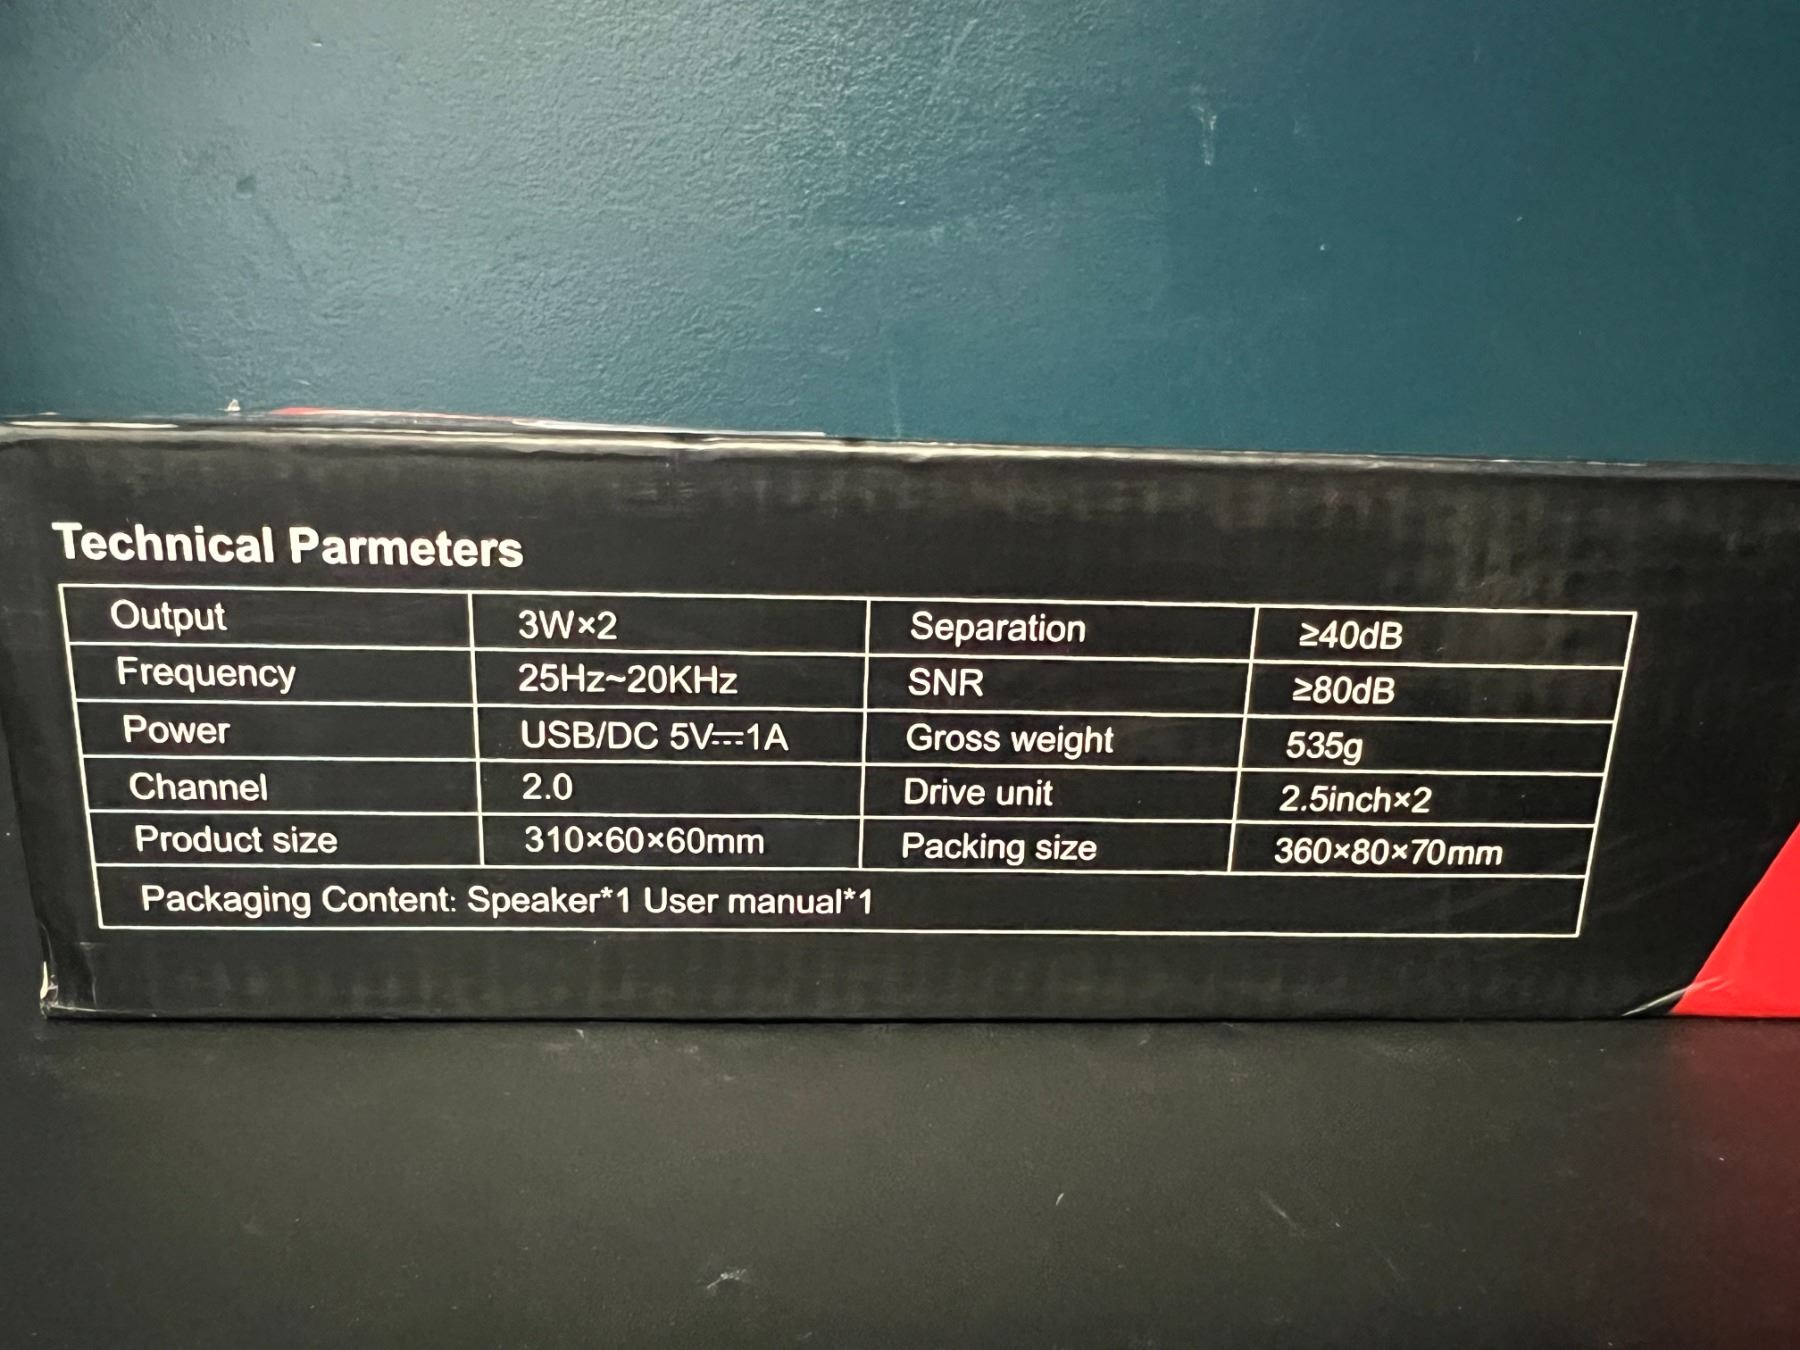 Technical Parmeters
Output 3W×2 Separation ≥40dB
Frequency 25Hz~20KHz SNR ≥80dB
Power USB/DC 5V⎓1A Gross weight 535g
Channel 2.0 Drive unit 2.5inch×2
Product size 310×60×60mm Packing size 360×80×70mm
Packaging Content: Speaker*1 User manual*1